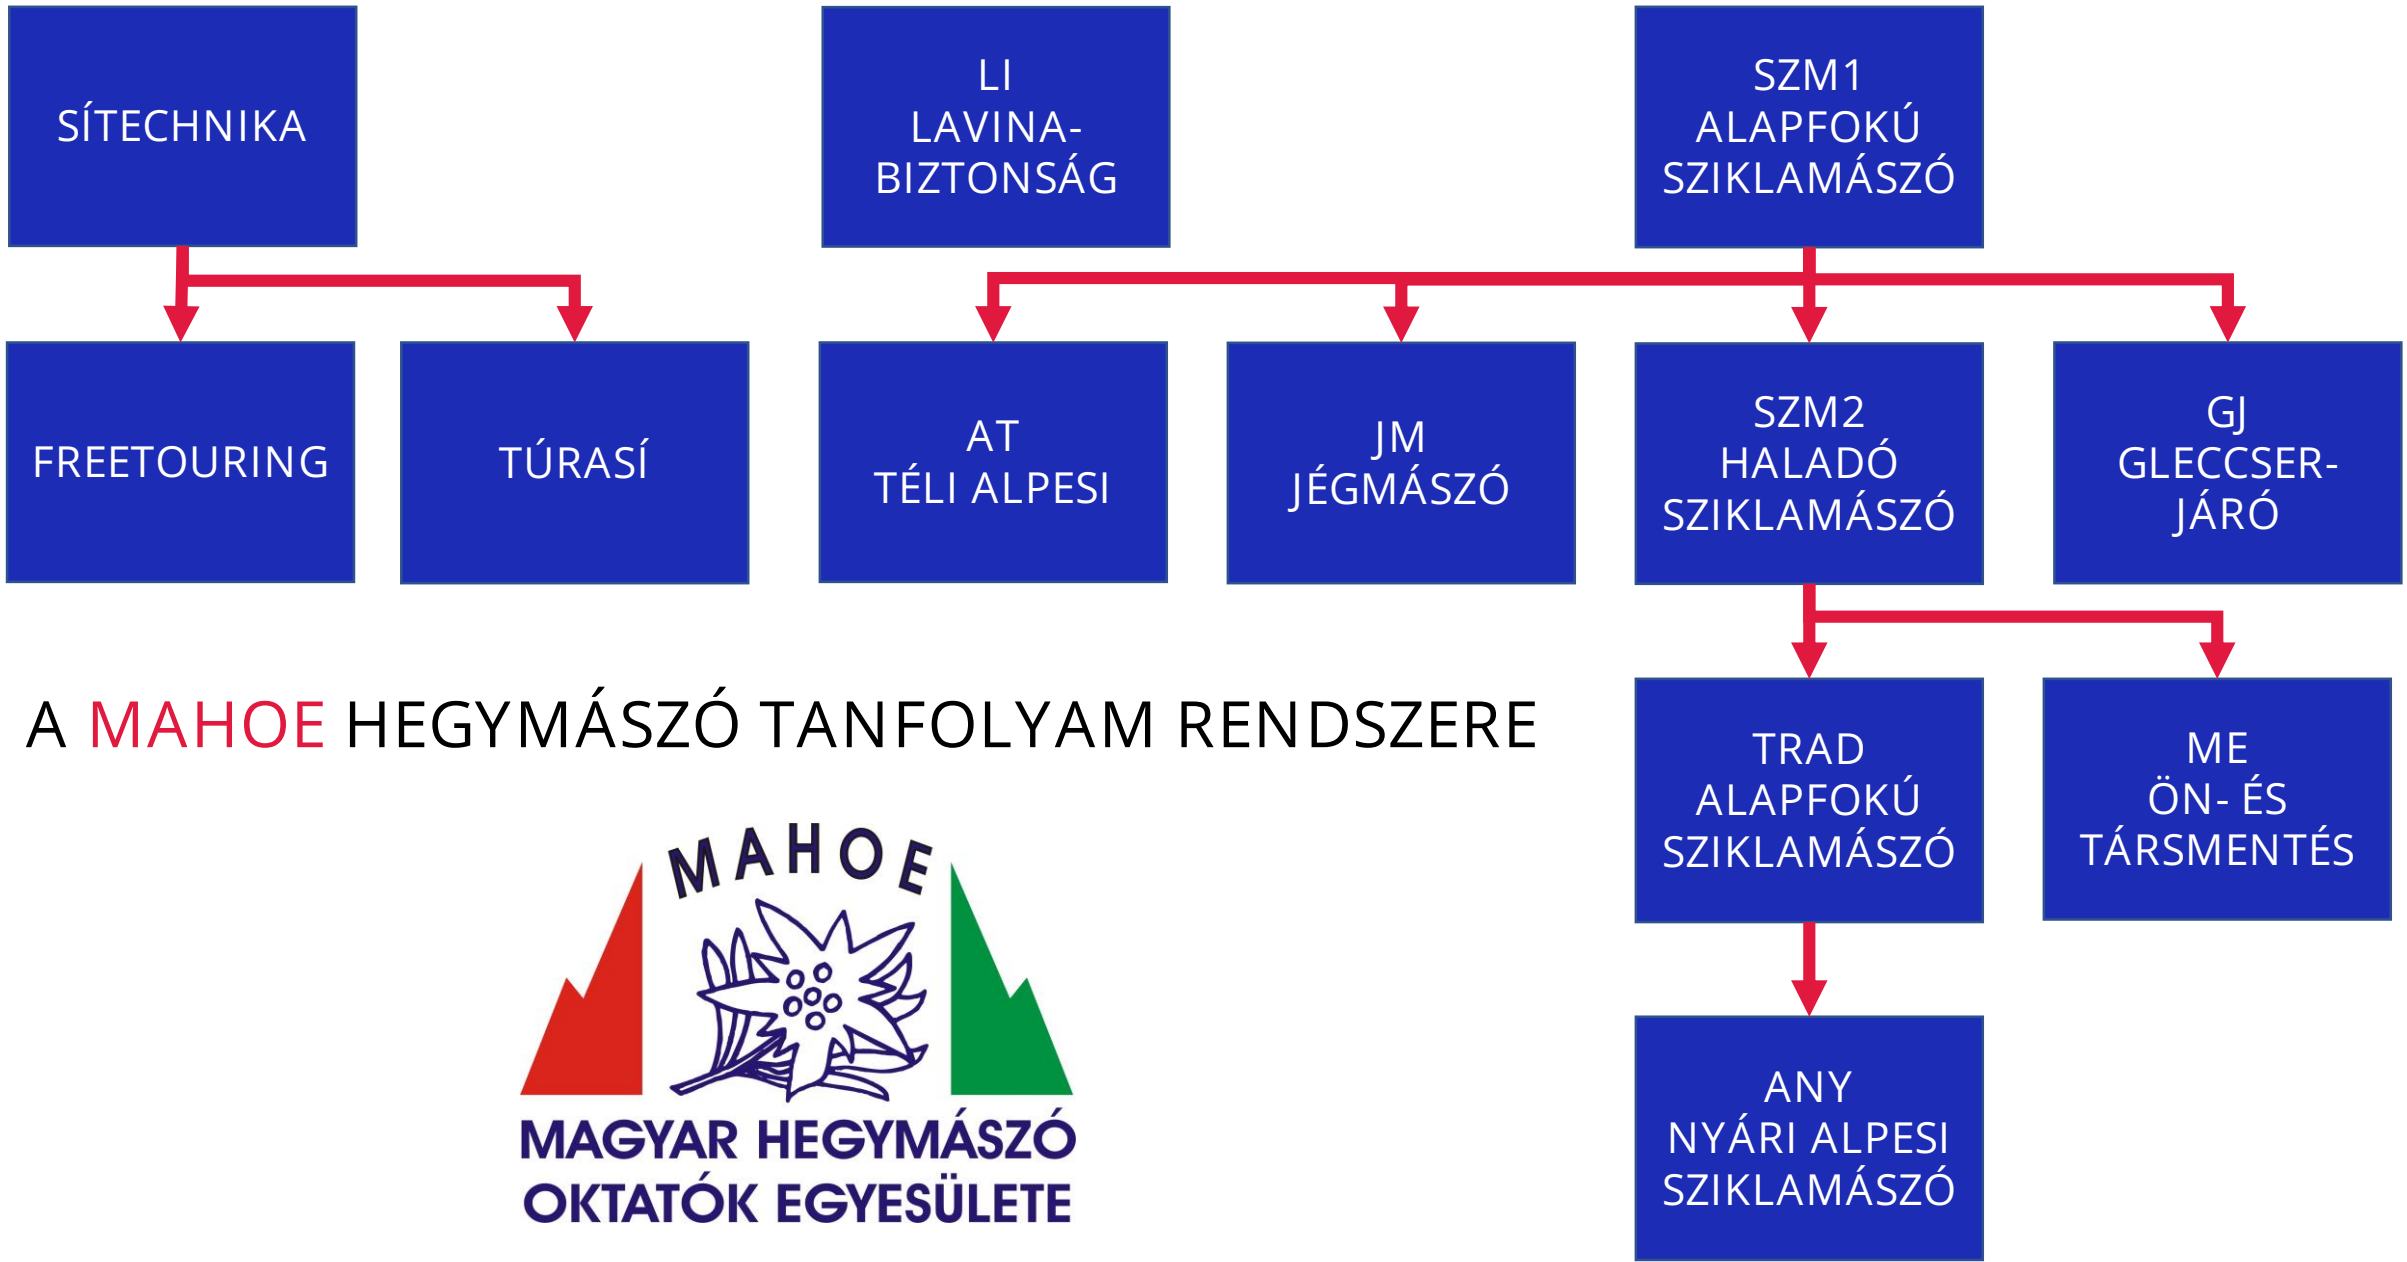 SÍTECHNIKA
LI
LAVINA-
BIZTONSÁG
SZM1
ALAPFOKÚ
SZIKLAMÁSZÓ
FREETOURING
TÚRASÍ
AT
TÉLI ALPESI
JM
JÉGMÁSZÓ
SZM2
HALADÓ
SZIKLAMÁSZÓ
GJ
GLECCSER-
JÁRÓ
A MAHOE HEGYMÁSZÓ TANFOLYAM RENDSZERE
TRAD
ALAPFOKÚ
SZIKLAMÁSZÓ
ME
ÖN- ÉS
TÁRSMENTÉS
MAHOE
MAGYAR HEGYMÁSZÓ
OKTATÓK EGYESÜLETE
ANY
NYÁRI ALPESI
SZIKLAMÁSZÓ